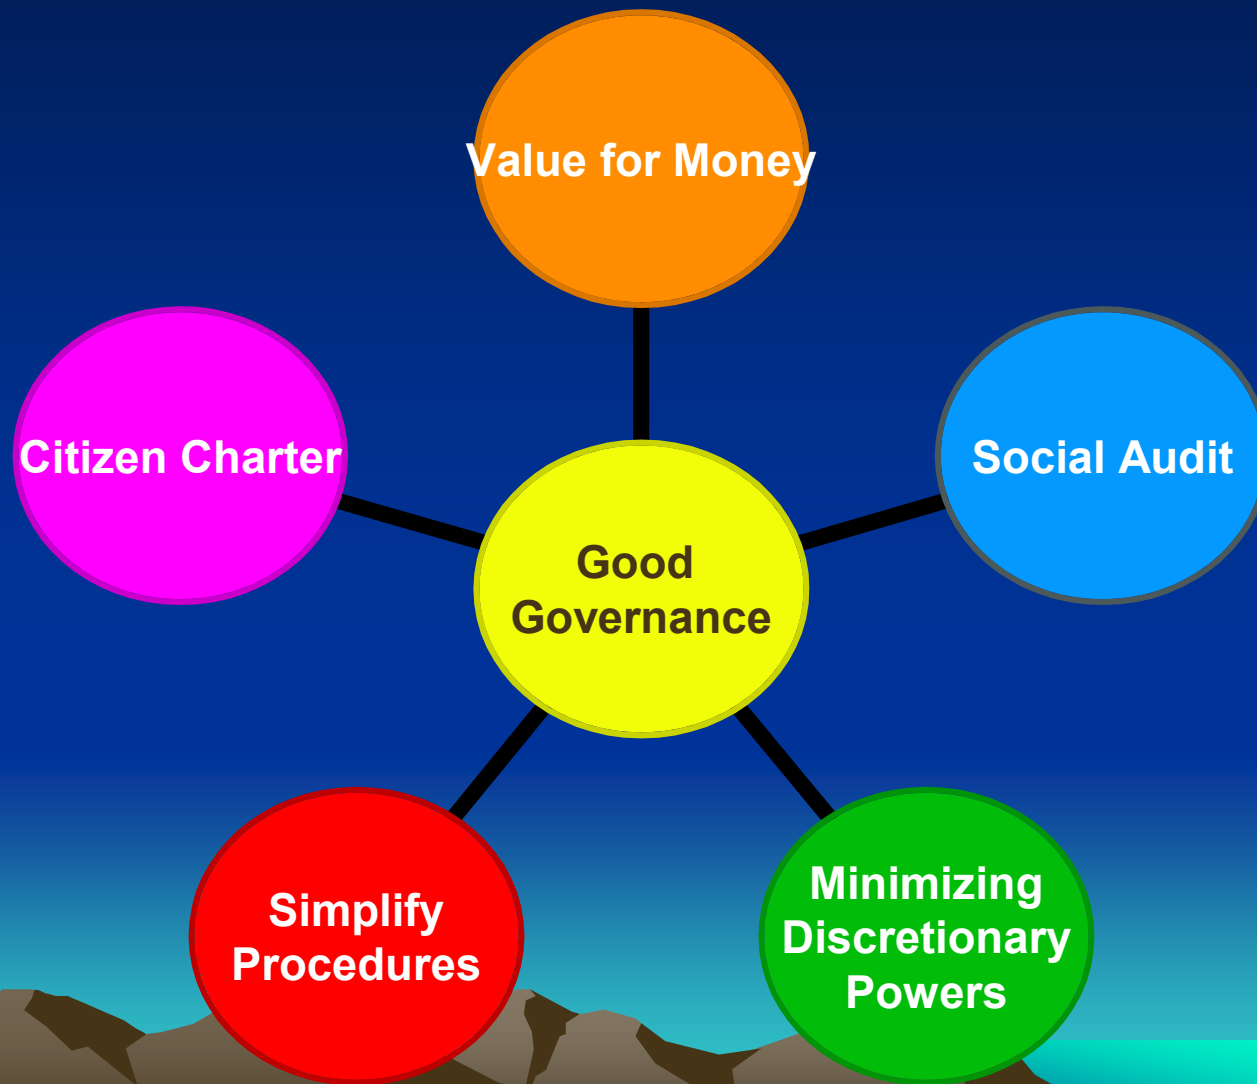 Value for Money
Citizen Charter
Social Audit
Good
Governance
Simplify
Procedures
Minimizing
Discretionary
Powers